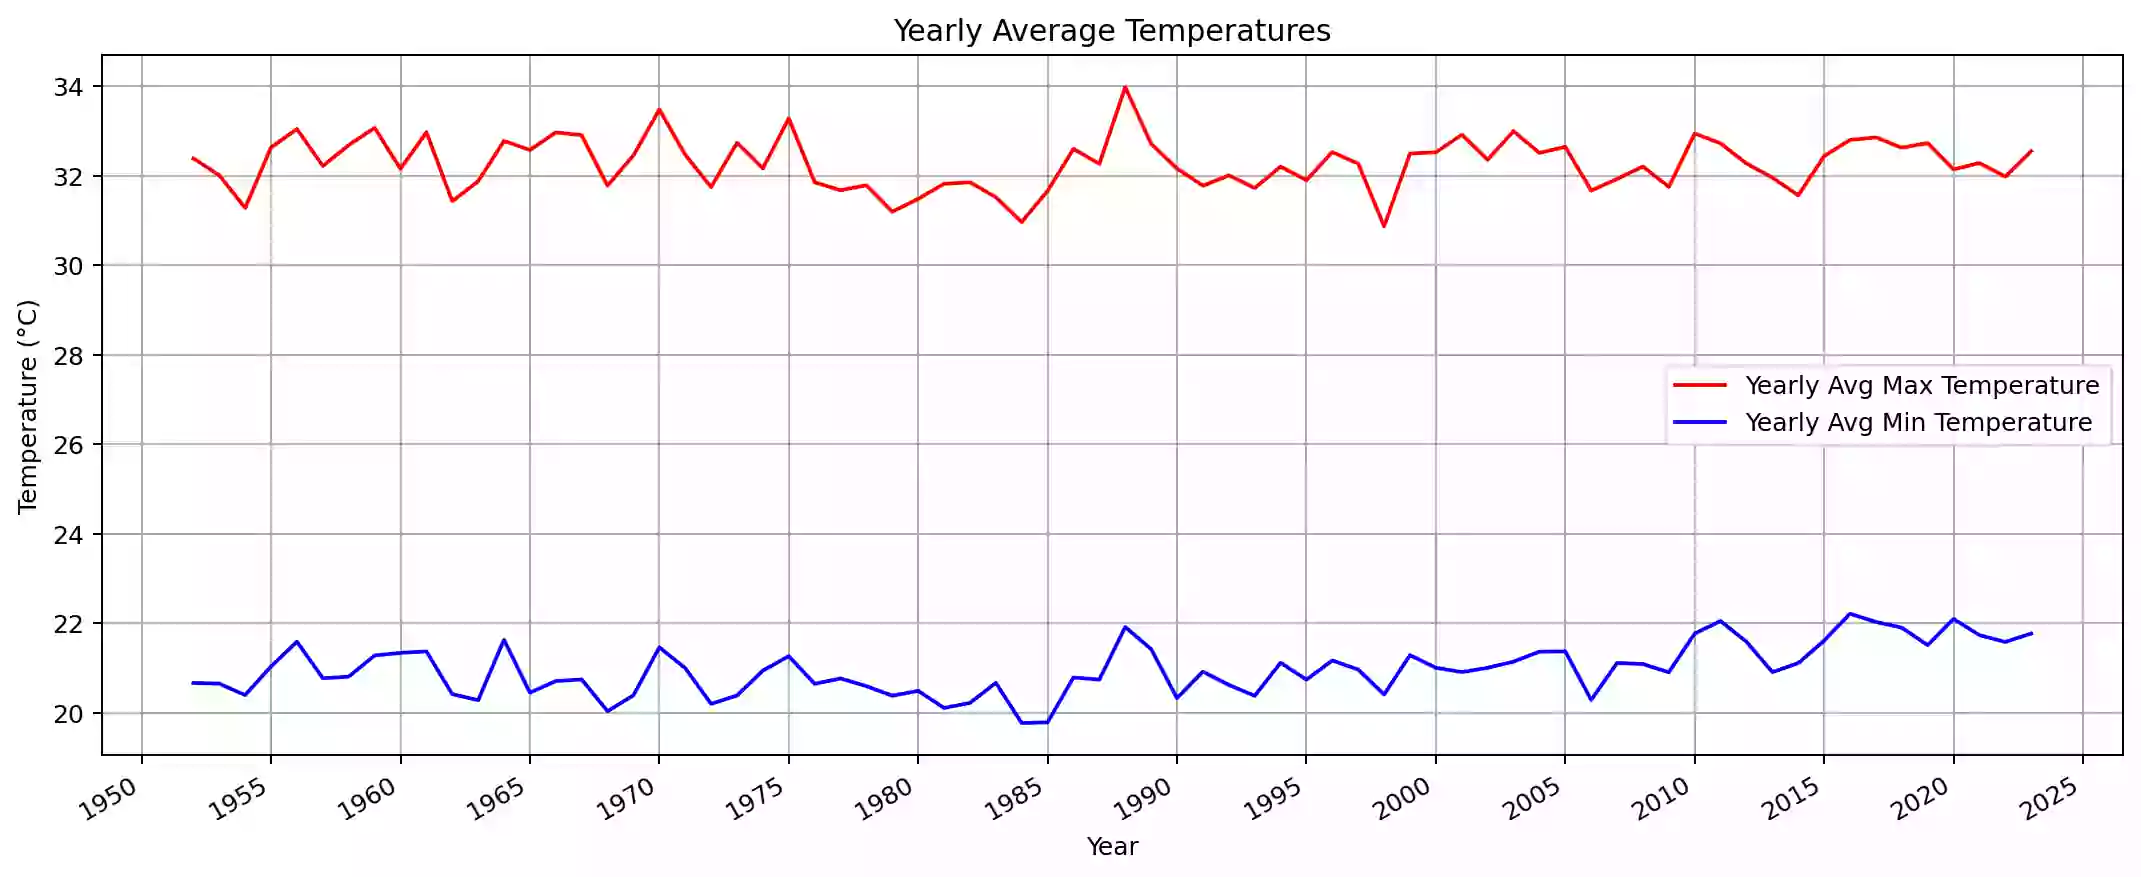 Yearly Average Temperatures
34
32
30
28
26
24
22
20
Temperature (°C)
Yearly Avg Max Temperature
Yearly Avg Min Temperature
1950 1955 1960 1965 1970 1975 1980 1985 1990 1995 2000 2005 2010 2015 2020 2025
Year